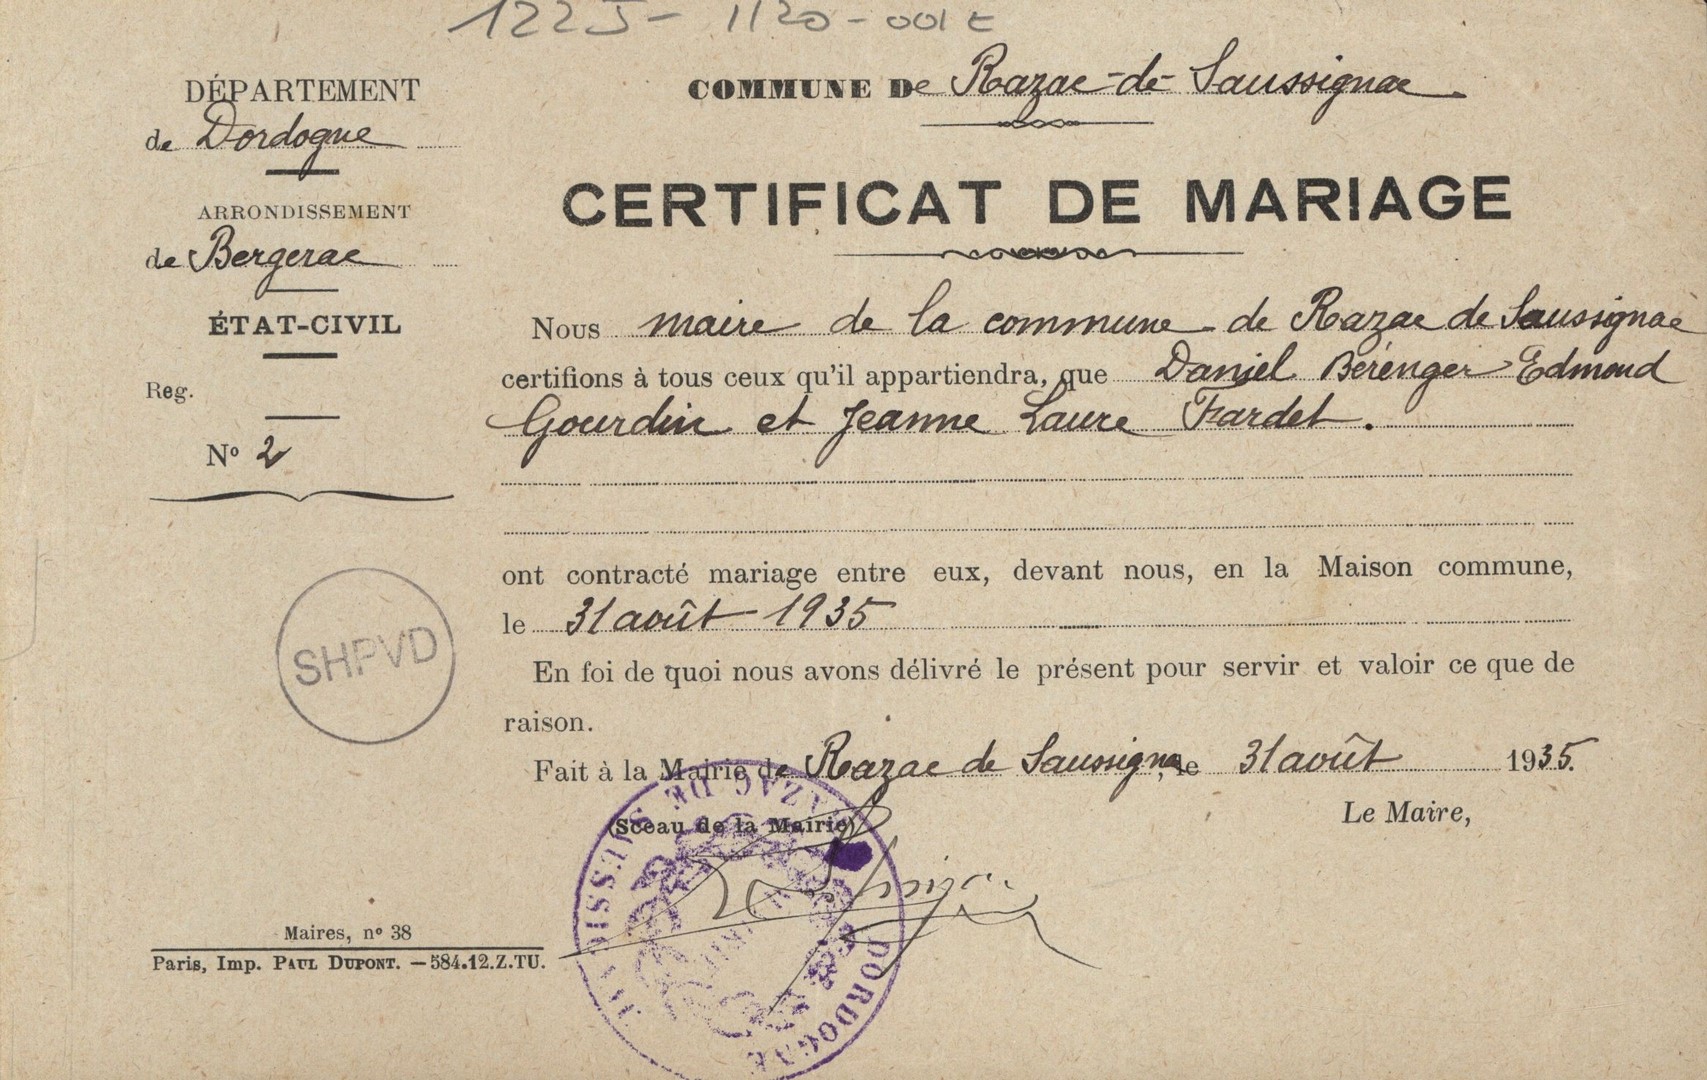 122J- 1120-001t
DÉPARTEMENT
de Dordogne
ARRONDISSEMENT
de Bergerac
ÉTAT-CIVIL
Reg.
Nº 2
SHPVD
Maires, nº 38
Paris, Imp. PAUL DUPONT. — 584.12.Z.TU.
COMMUNE De Razac-de-Saussignac
CERTIFICAT DE MARIAGE
Nous maire de la commune de Razac de Saussignac
certifions à tous ceux qu'il appartiendra, que Daniel Bérenger Edmond
Gourdin et Jeanne Laure Fardet.
ont contracté mariage entre eux, devant nous, en la Maison commune,
le 31 août 1935
En foi de quoi nous avons délivré le présent pour servir et valoir ce que de
raison.
Fait à la Mairie de Razac de Saussignac, le 31 août 1935.
(Sceau de la Mairie)
Le Maire,
DORDOGNE